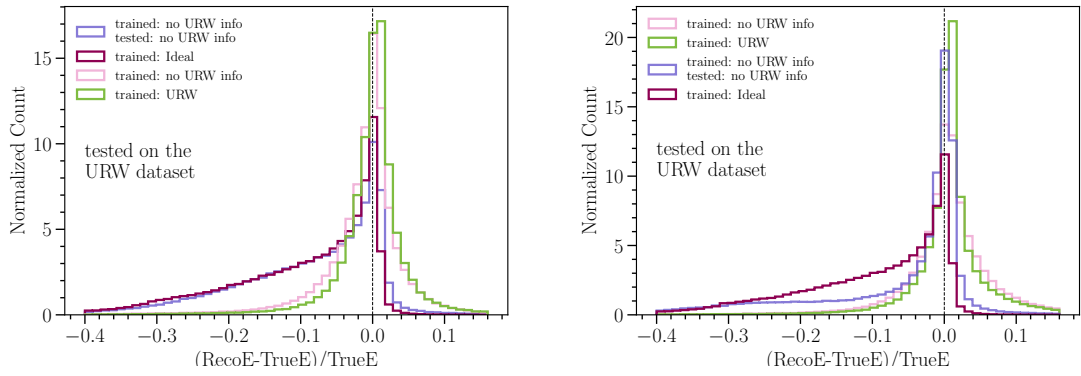 trained: no URW info
tested: no URW info
trained: Ideal
trained: no URW info
trained: URW
tested on the
URW dataset
Normalized Count
15
10
5
0
−0.4
−0.3
−0.2
−0.1
0.0
0.1
(RecoE-TrueE)/TrueE
trained: no URW info
trained: URW
trained: no URW info
tested: no URW info
trained: Ideal
tested on the
URW dataset
Normalized Count
20
15
10
5
0
−0.4
−0.3
−0.2
−0.1
0.0
0.1
(RecoE-TrueE)/TrueE